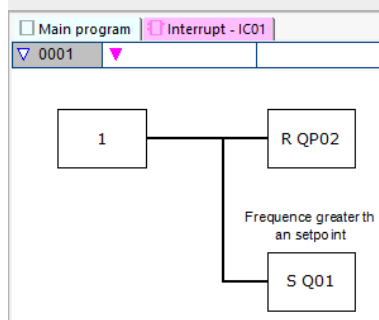 Main program
Interrupt - IC01
0001
1
R QP02
Frequence greaterth
an setpoint
S Q01